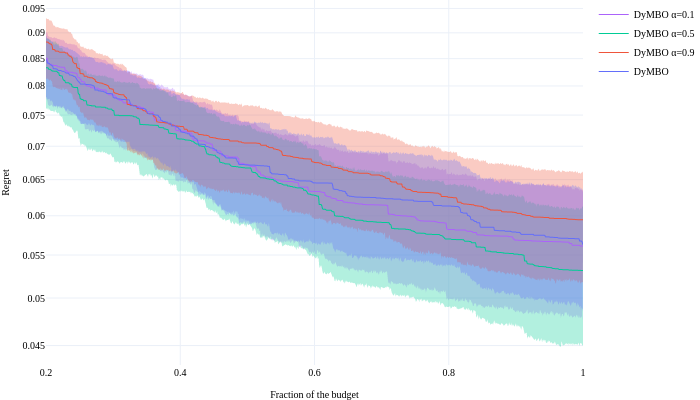 0.095
0.09
0.085
0.08
0.075
0.07
0.065
0.06
0.055
0.05
0.045
Regret
0.2
0.4
0.6
0.8
1
Fraction of the budget
DyMBO α=0.1
DyMBO α=0.5
DyMBO α=0.9
DyMBO